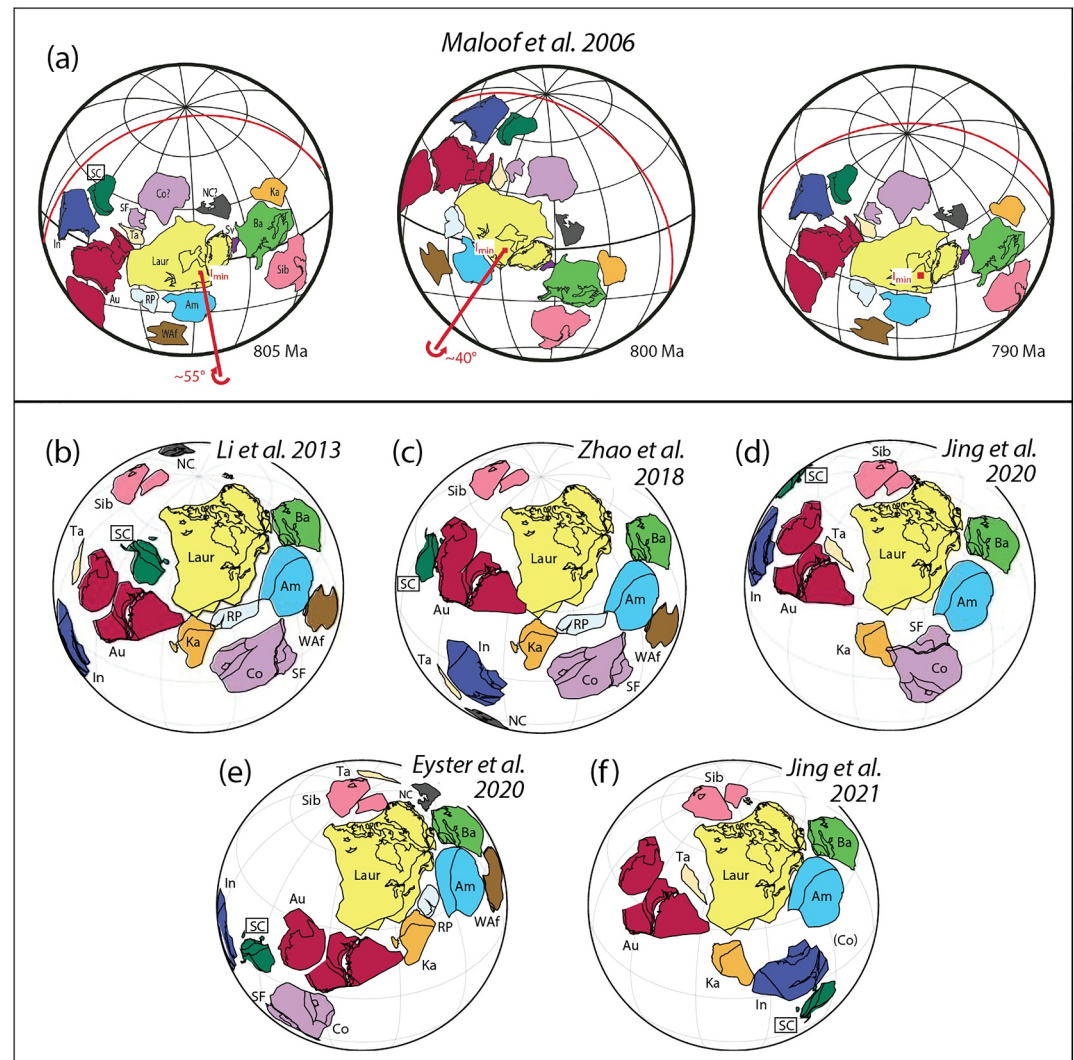 (a)
Maloof et al. 2006
SC
In
SF
Co?
NC?
Ka
Ta
Laur
Sv
Ba
Sib
Imin
Au
RP
Am
WAf
~55°
805 Ma
Imin
~40°
800 Ma
Imin
790 Ma
(b)
Li et al. 2013
NC
Sib
Ta
SC
Laur
Ba
Am
Au
RP
Ka
WAf
Co
SF
In
(c)
Zhao et al.
2018
Sib
Laur
Ba
SC
Au
Am
RP
Ka
WAf
Ta
In
Co
SF
NC
(d)
Jing et al.
2020
Sib
SC
Laur
Ta
Ba
In
Au
Am
SF
Ka
Co
(e)
Eyster et al.
2020
Ta
Sib
NC
Ba
Laur
In
Au
Am
SC
RP
WAf
Ka
SF
Co
(f)
Jing et al.
2021
Sib
Ba
Ta
Laur
Am
Au
(Co)
Ka
In
SC